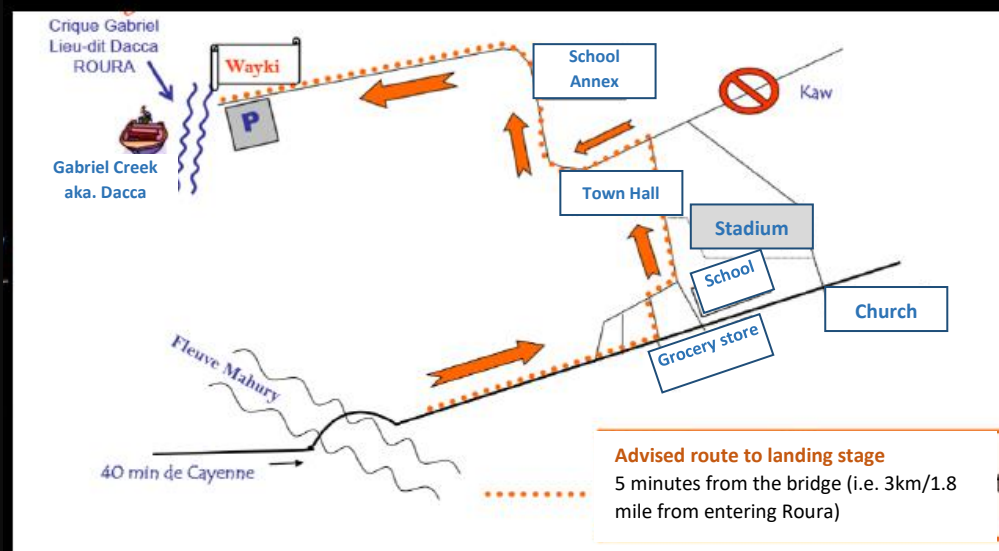 Crique Gabriel
Lieu-dit Dacca
ROURA
Wayki
P
Gabriel Creek
aka. Dacca
School
Annex
Kaw
Town Hall
Stadium
School
Church
Grocery store
Fleuve Mahury
40 min de Cayenne
Advised route to landing stage
5 minutes from the bridge (i.e. 3km/1.8
mile from entering Roura)